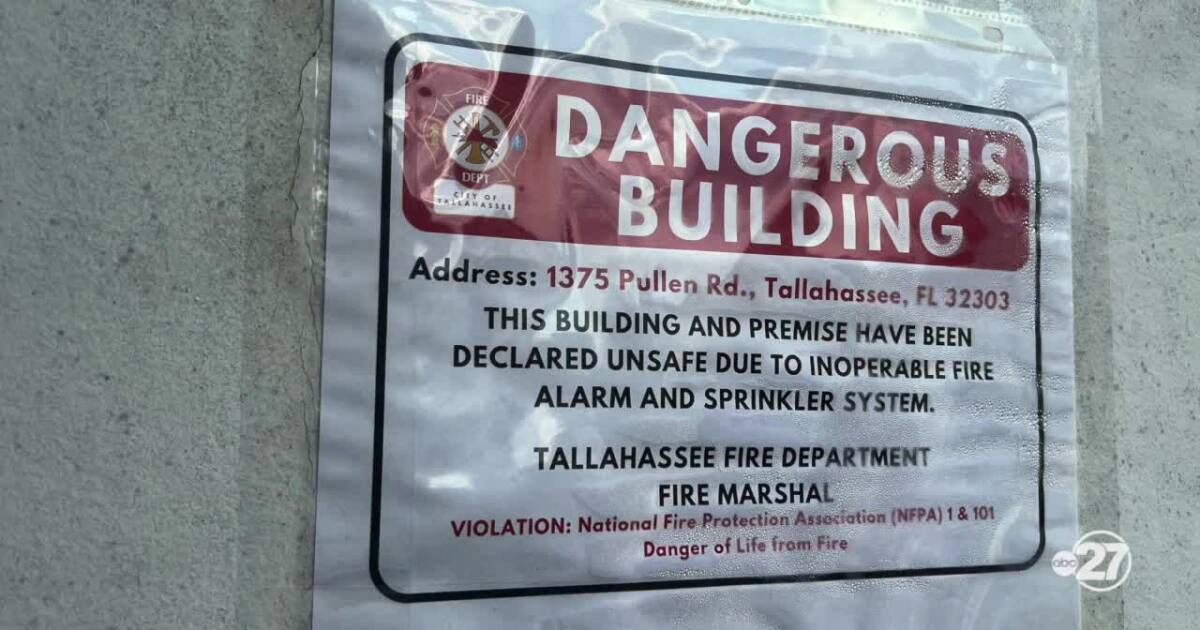 FIRE
DEPT
CITY OF
TALLAHASSEE
DANGEROUS
BUILDING
Address: 1375 Pullen Rd., Tallahassee, FL 32303
THIS BUILDING AND PREMISE HAVE BEEN
DECLARED UNSAFE DUE TO INOPERABLE FIRE
ALARM AND SPRINKLER SYSTEM.
TALLAHASSEE FIRE DEPARTMENT
FIRE MARSHAL
VIOLATION: National Fire Protection Association (NFPA) 1 & 101
Danger of Life from Fire
abc 27